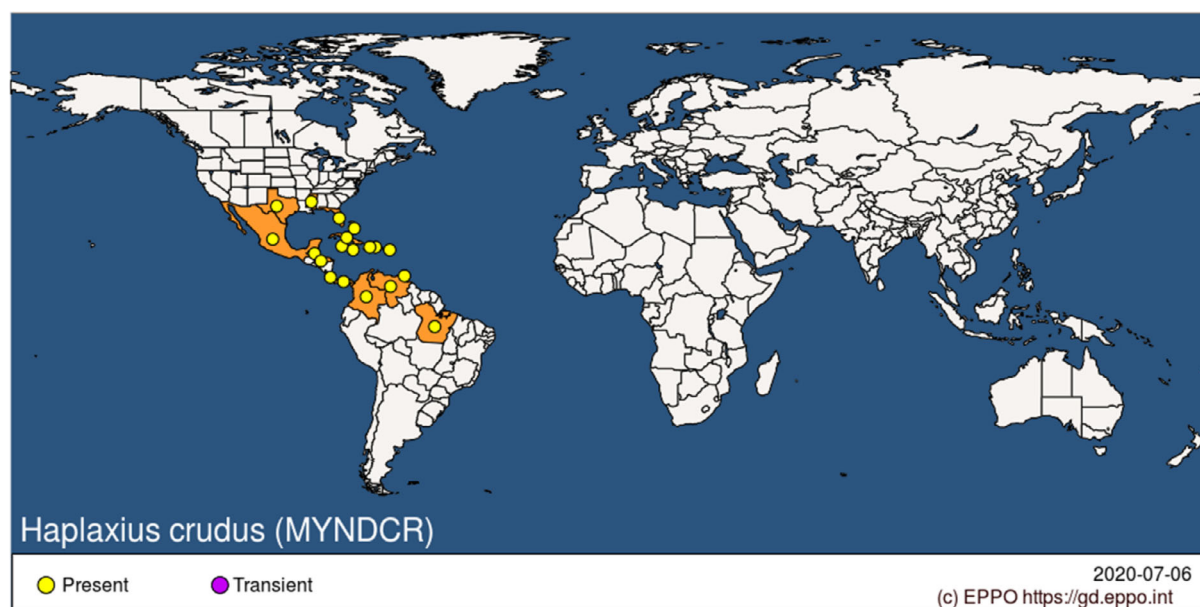 Haplaxius crudus (MYNDCR)
Present
Transient
2020-07-06
(c) EPPO https://gd.eppo.int